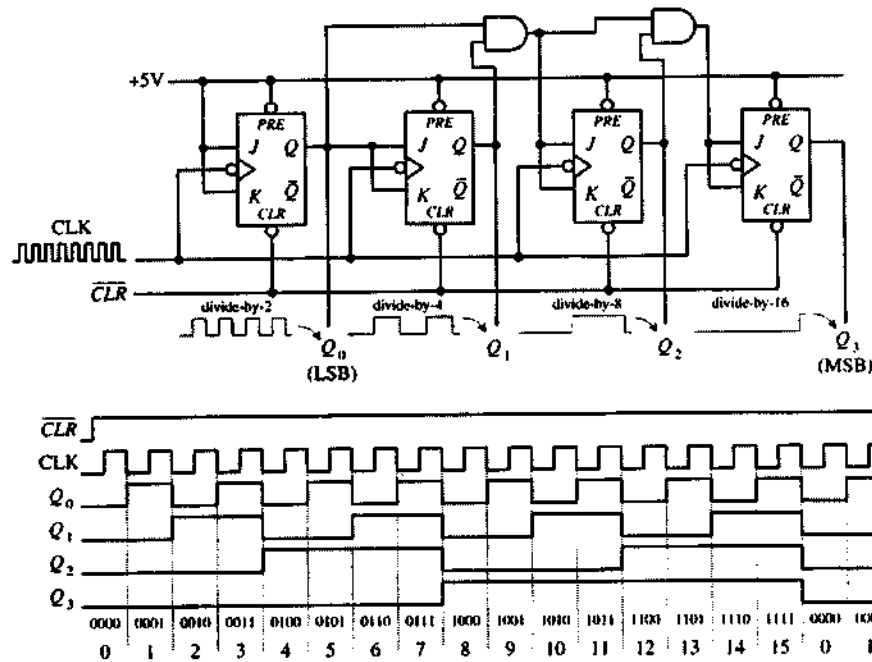 +5V
PRE PRE PRE PRE
J Q J Q J Q J Q
K Q̅ K Q̅ K Q̅ K Q̅
CLR CLR CLR CLR
CLK
C̅L̅R̅
divide-by-2 divide-by-4 divide-by-8 divide-by-16
Q0 Q1 Q2 Q3
(LSB) (MSB)
C̅L̅R̅
CLK
Q0
Q1
Q2
Q3
0000 0001 0010 0011 0100 0101 0110 0111 1000 1001 1010 1011 1100 1101 1110 1111 0000
0 1 2 3 4 5 6 7 8 9 10 11 12 13 14 15 0 1